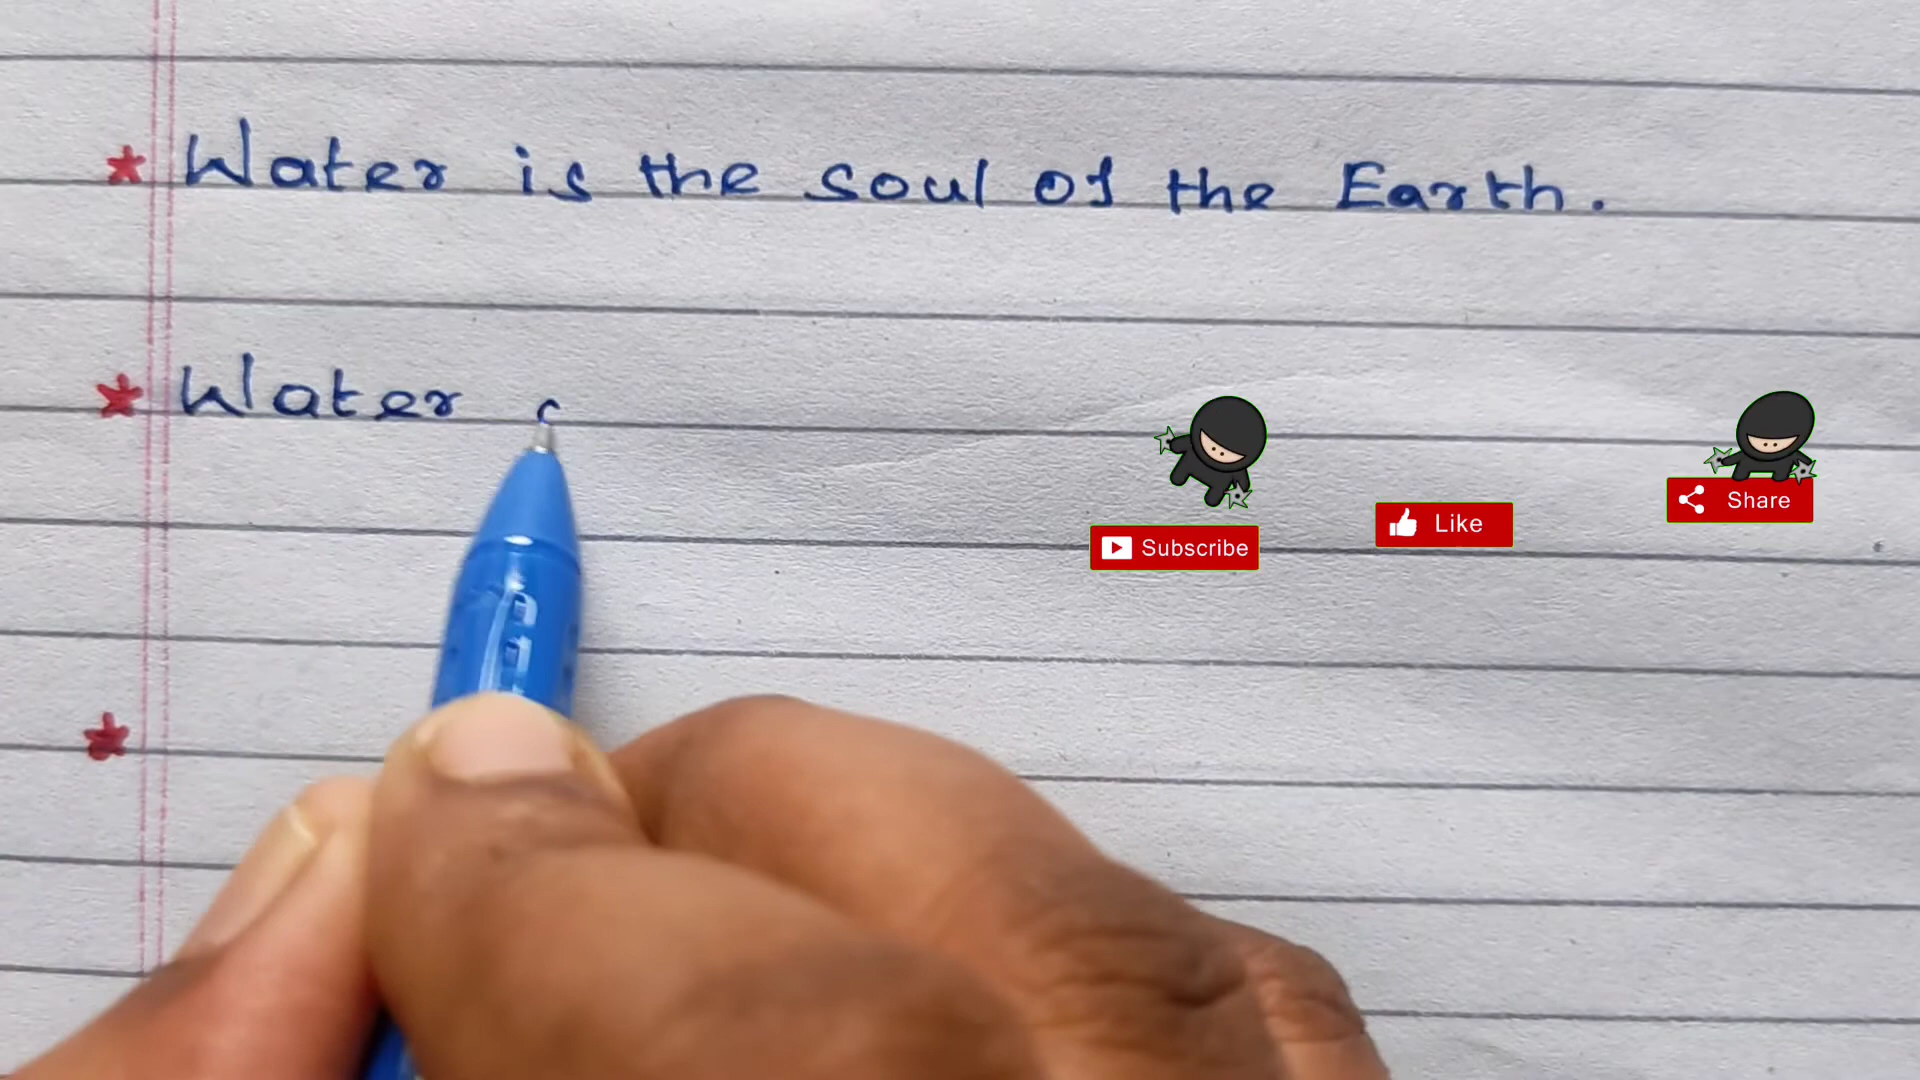 Water is the soul of the Earth.
Water
Subscribe
Like
Share